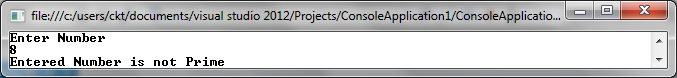 file:///c:/users/ckt/documents/visual studio 2012/Projects/ConsoleApplication1/ConsoleApplicatio...
Enter Number
8
Entered Number is not Prime